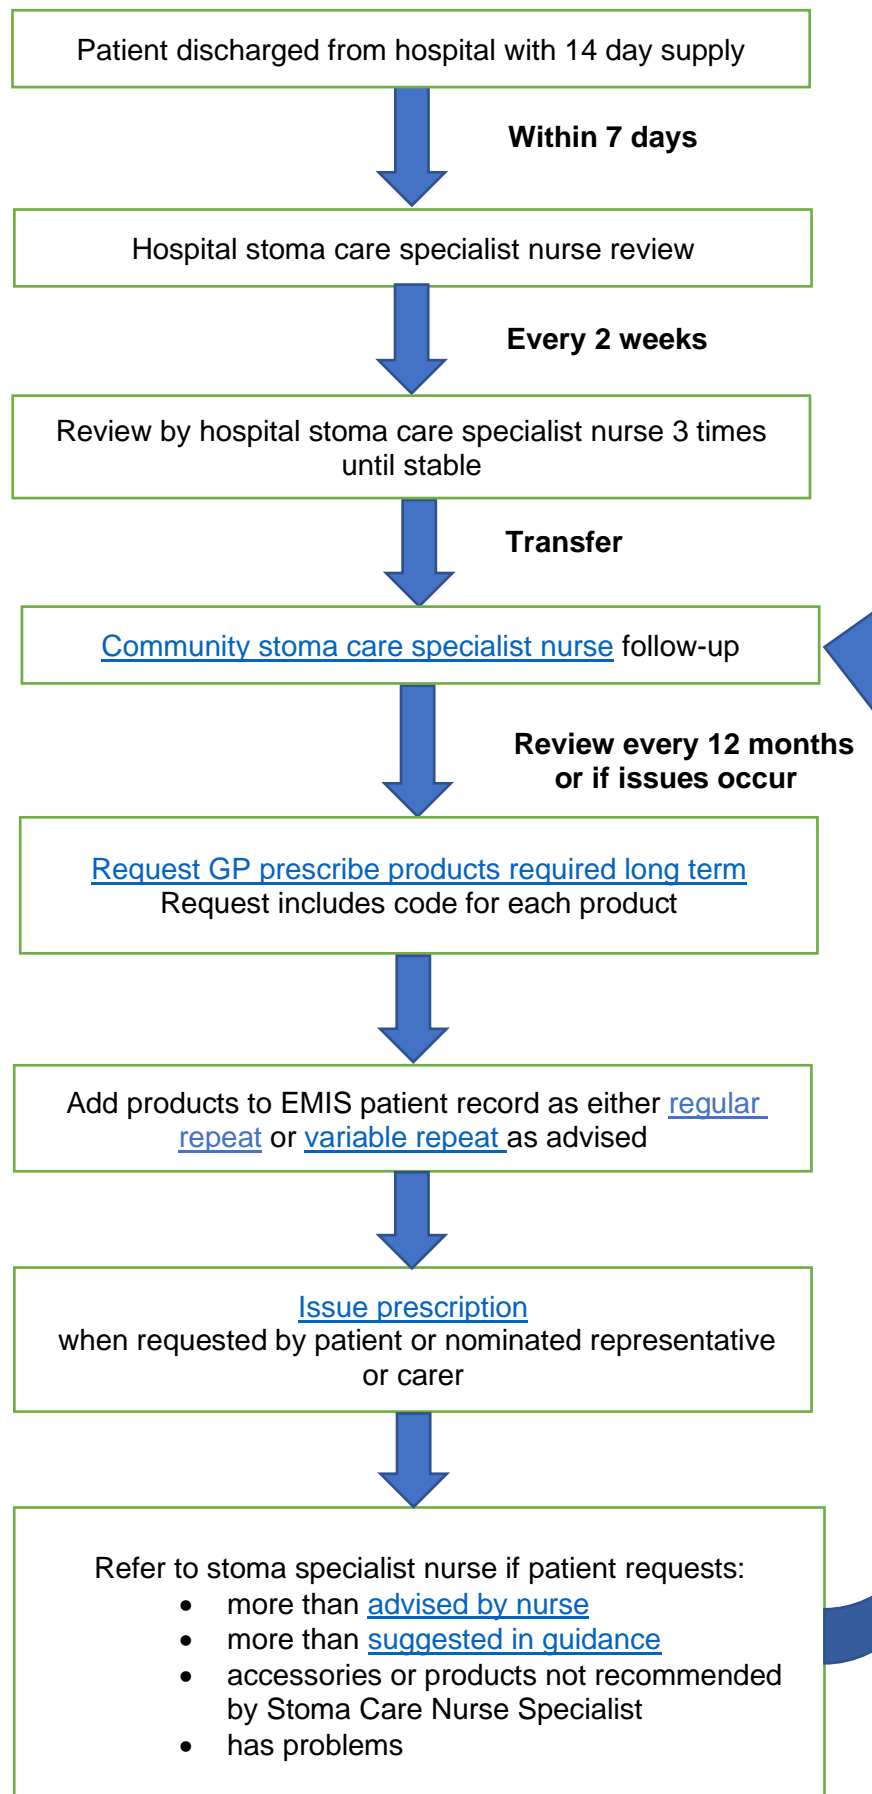 Patient discharged from hospital with 14 day supply
Within 7 days
Hospital stoma care specialist nurse review
Every 2 weeks
Review by hospital stoma care specialist nurse 3 times
until stable
Transfer
Community stoma care specialist nurse follow-up
Review every 12 months
or if issues occur
Request GP prescribe products required long term
Request includes code for each product
Add products to EMIS patient record as either regular
repeat or variable repeat as advised
Issue prescription
when requested by patient or nominated representative
or carer
Refer to stoma specialist nurse if patient requests:
• more than advised by nurse
• more than suggested in guidance
• accessories or products not recommended
by Stoma Care Nurse Specialist
• has problems